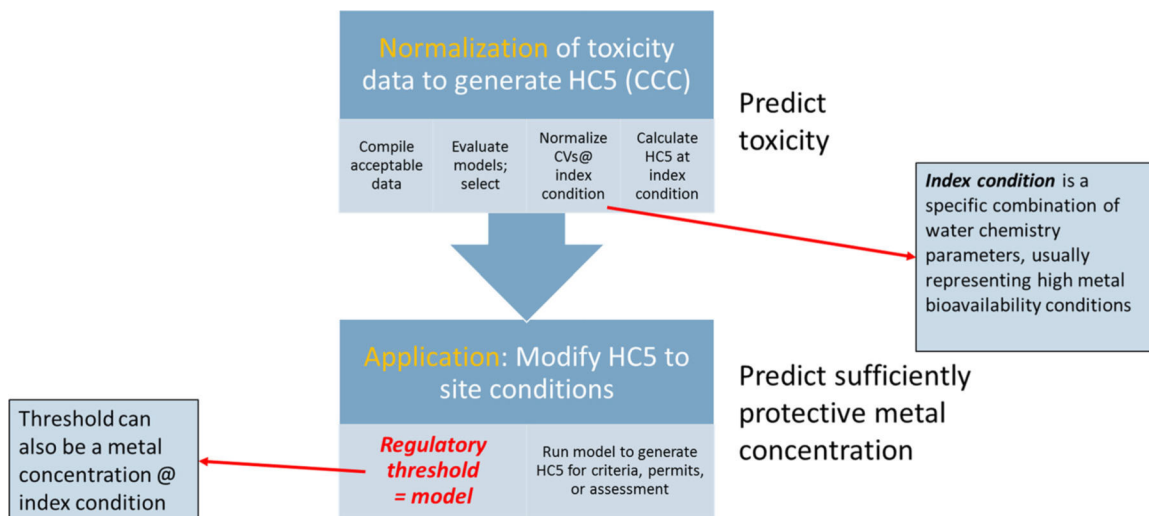 Normalization of toxicity
data to generate HC5 (CCC)
Compile
acceptable
data
Evaluate
models;
select
Normalize
CVs@
index
condition
Calculate
HC5 at
index
condition
Predict
toxicity
Index condition is a
specific combination of
water chemistry
parameters, usually
representing high metal
bioavailability conditions
Application: Modify HC5 to
site conditions
Regulatory
threshold
= model
Run model to generate
HC5 for criteria, permits,
or assessment
Predict sufficiently
protective metal
concentration
Threshold can
also be a metal
concentration @
index condition